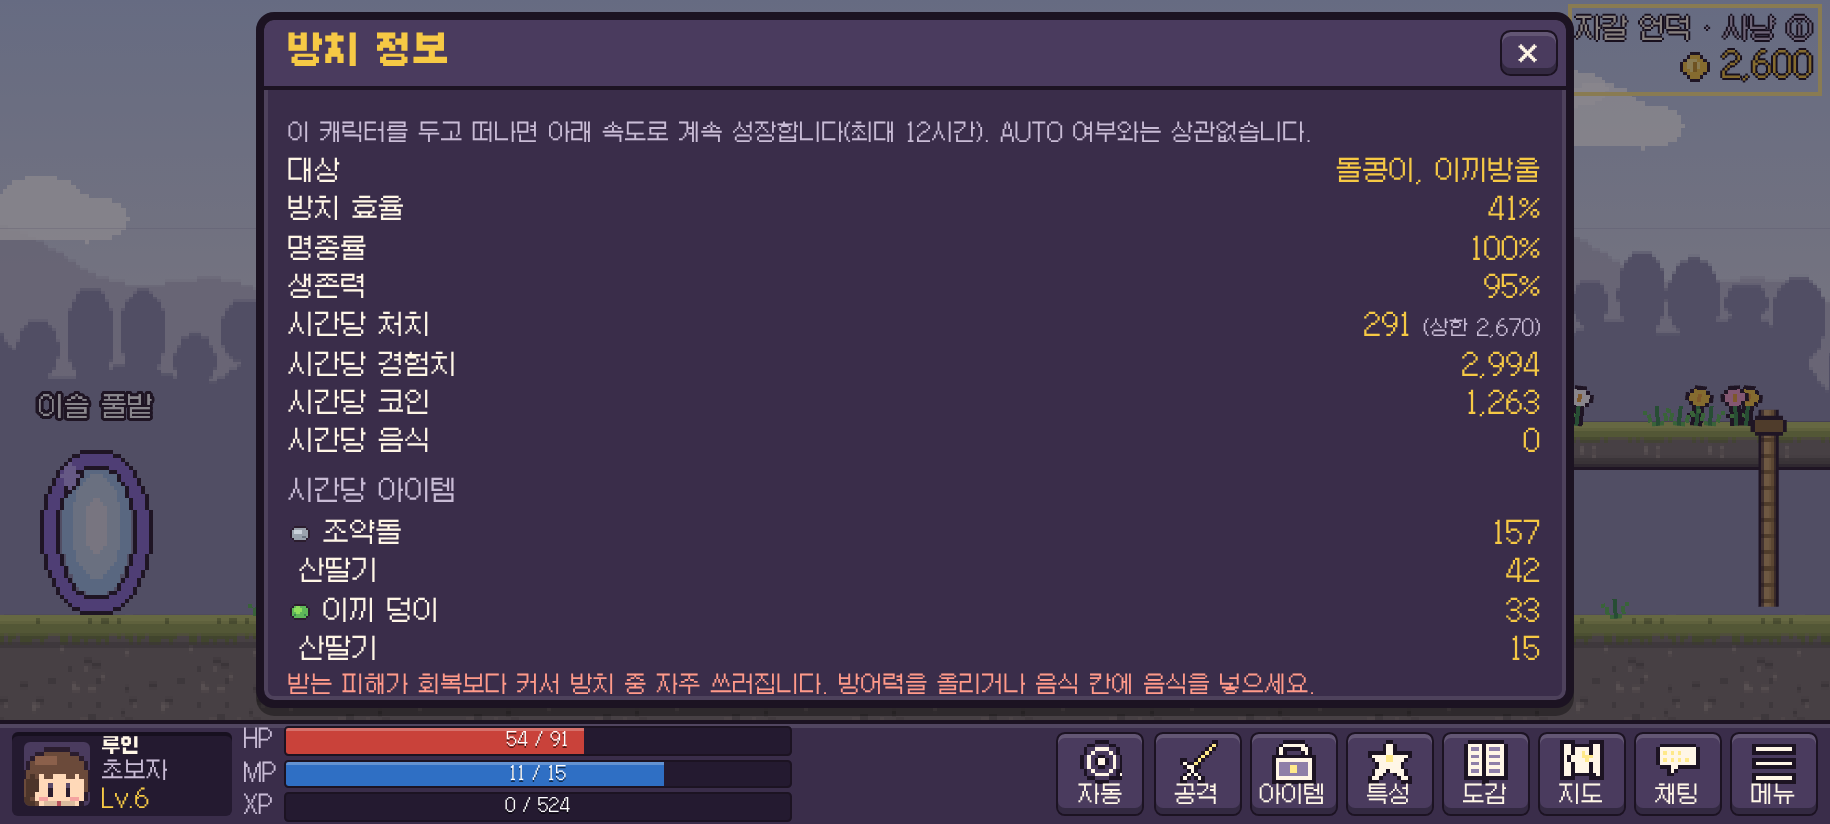 방치 정보
자갈 언덕 · 사냥 ①
2,600
이 캐릭터를 두고 떠나면 아래 속도로 계속 성장합니다(최대 12시간). AUTO 여부와는 상관없습니다.
대상 돌콩이, 이끼방울
방치 효율 41%
명중률 100%
생존력 95%
시간당 처치 291 (상한 2,670)
시간당 경험치 2,994
시간당 코인 1,263
시간당 음식 0
시간당 아이템
조약돌 157
산딸기 42
이끼 덩이 33
산딸기 15
받는 피해가 회복보다 커서 방치 중 자주 쓰러집니다. 방어력을 올리거나 음식 칸에 음식을 넣으세요.
이슬 풀밭
루인
초보자
Lv.6
HP 54 / 91
MP 11 / 15
XP 0 / 524
자동 공격 아이템 특성 도감 지도 채팅 메뉴